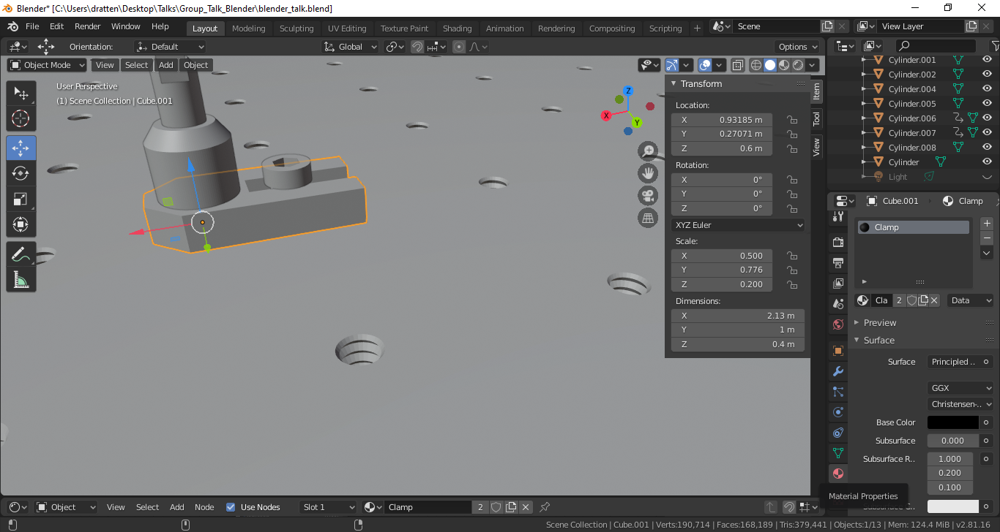 Blender* [C:\Users\dratten\Desktop\Talks\Group_Talk_Blender\blender_talk.blend]
File Edit Render Window Help Layout Modeling Sculpting UV Editing Texture Paint Shading Animation Rendering Compositing Scripting + Scene View Layer
Orientation: Default Global Options
Object Mode View Select Add Object
User Perspective
(1) Scene Collection | Cube.001
Z
X
Y
Transform
Location:
X 0.93185 m
Y 0.27071 m
Z 0.6 m
Rotation:
X 0°
Y 0°
Z 0°
XYZ Euler
Scale:
X 0.500
Y 0.776
Z 0.200
Dimensions:
X 2.13 m
Y 1 m
Z 0.4 m
Item
Tool
View
Cylinder.001
Cylinder.002
Cylinder.004
Cylinder.005
Cylinder.006
Cylinder.007
Cylinder.008
Cylinder
Light
Cube.001 Clamp
Clamp
Cla 2 Data
Preview
Surface
Surface Principled ..
GGX
Christensen-..
Base Color
Subsurface 0.000
Subsurface R.. 1.000
0.200
0.100
Material Properties
Object View Select Add Node Use Nodes Slot 1 Clamp 2
Scene Collection | Cube.001 | Verts:190,714 | Faces:168,189 | Tris:379,441 | Objects:1/13 | Mem: 124.4 MiB | v2.81.16